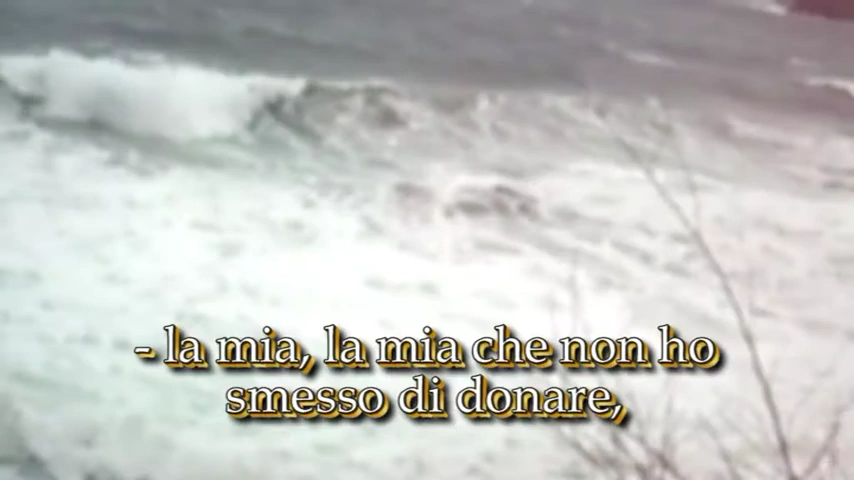 - la mia, la mia che non ho
smesso di donare,